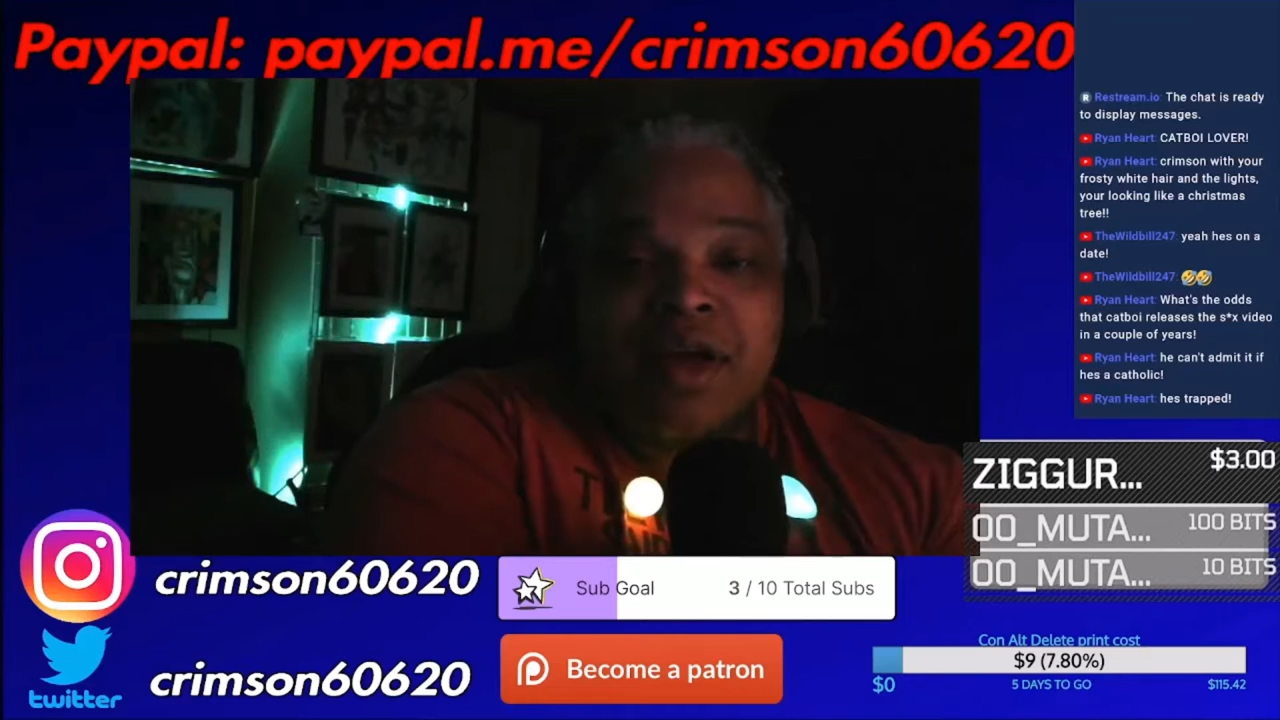 Paypal: paypal.me/crimson60620
Restream.io: The chat is ready
to display messages.
Ryan Heart: CATBOI LOVER!
Ryan Heart: crimson with your
frosty white hair and the lights,
your looking like a christmas
tree!!
TheWildbill247: yeah hes on a
date!
TheWildbill247: 🤣🤣
Ryan Heart: What's the odds
that catboi releases the s*x video
in a couple of years!
Ryan Heart: he can't admit it if
hes a catholic!
Ryan Heart: hes trapped!
ZIGGUR... $3.00
OO_MUTA... 100 BITS
OO_MUTA... 10 BITS
crimson60620
Sub Goal 3 / 10 Total Subs
twitter
crimson60620
Become a patron
Con Alt Delete print cost
$9 (7.80%)
$0 5 DAYS TO GO $115.42